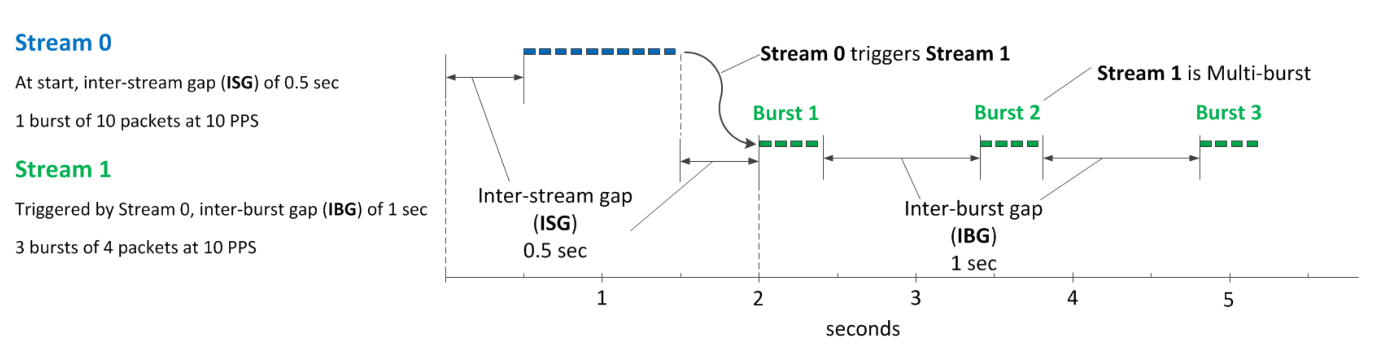 Stream 0
At start, inter-stream gap (ISG) of 0.5 sec
1 burst of 10 packets at 10 PPS
Stream 1
Triggered by Stream 0, inter-burst gap (IBG) of 1 sec
3 bursts of 4 packets at 10 PPS
Stream 0 triggers Stream 1
Stream 1 is Multi-burst
Burst 1
Burst 2
Burst 3
Inter-stream gap
(ISG)
0.5 sec
Inter-burst gap
(IBG)
1 sec
1 2 3 4 5
seconds